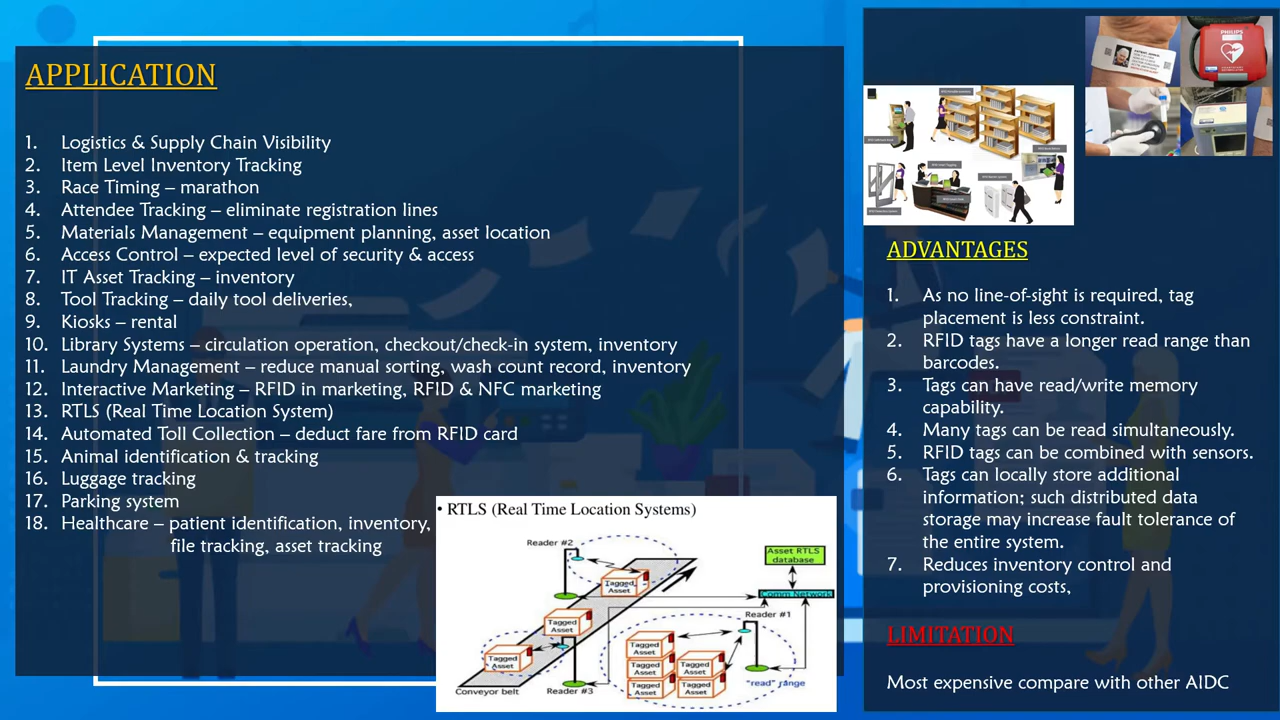 APPLICATION
1. Logistics & Supply Chain Visibility
2. Item Level Inventory Tracking
3. Race Timing – marathon
4. Attendee Tracking – eliminate registration lines
5. Materials Management – equipment planning, asset location
6. Access Control – expected level of security & access
7. IT Asset Tracking – inventory
8. Tool Tracking – daily tool deliveries,
9. Kiosks – rental
10. Library Systems – circulation operation, checkout/check-in system, inventory
11. Laundry Management – reduce manual sorting, wash count record, inventory
12. Interactive Marketing – RFID in marketing, RFID & NFC marketing
13. RTLS (Real Time Location System)
14. Automated Toll Collection – deduct fare from RFID card
15. Animal identification & tracking
16. Luggage tracking
17. Parking system
18. Healthcare – patient identification, inventory,
file tracking, asset tracking
• RTLS (Real Time Location Systems)
Reader #2
Asset RTLS
database
Tagged
Asset
Comm Network
Reader #1
Tagged
Asset
Tagged
Asset
Tagged
Asset
Tagged
Asset
Tagged
Asset
Tagged
Asset
Tagged
Asset
Conveyor belt
Reader #3
"read" range
PHILIPS
ADVANTAGES
1. As no line-of-sight is required, tag
placement is less constraint.
2. RFID tags have a longer read range than
barcodes.
3. Tags can have read/write memory
capability.
4. Many tags can be read simultaneously.
5. RFID tags can be combined with sensors.
6. Tags can locally store additional
information; such distributed data
storage may increase fault tolerance of
the entire system.
7. Reduces inventory control and
provisioning costs,
LIMITATION
Most expensive compare with other AIDC